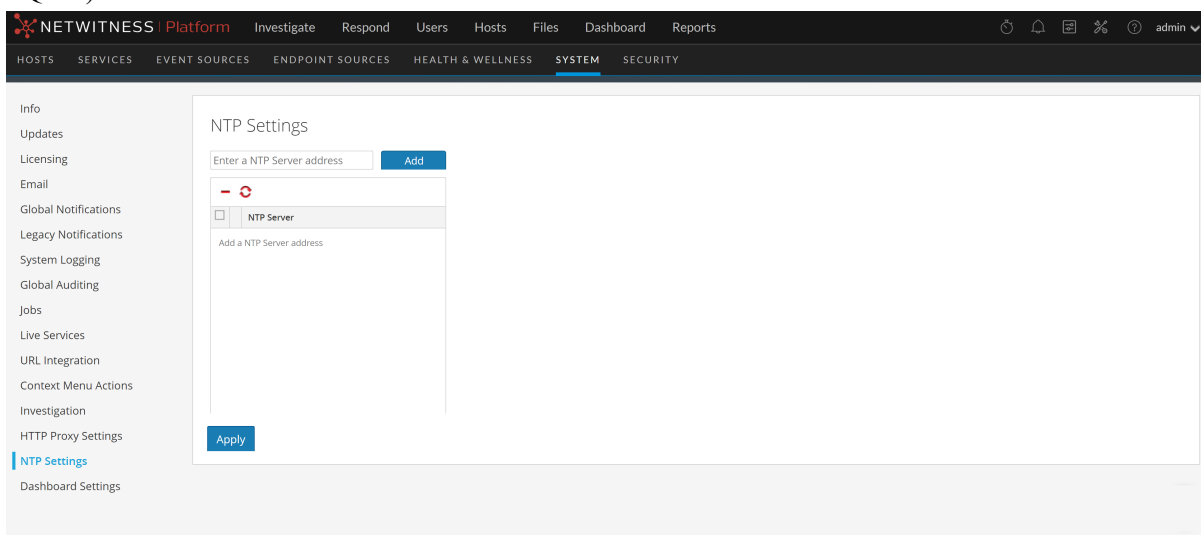 NETWITNESS | Platform Investigate Respond Users Hosts Files Dashboard Reports admin
HOSTS SERVICES EVENT SOURCES ENDPOINT SOURCES HEALTH & WELLNESS SYSTEM SECURITY
Info
Updates
Licensing
Email
Global Notifications
Legacy Notifications
System Logging
Global Auditing
Jobs
Live Services
URL Integration
Context Menu Actions
Investigation
HTTP Proxy Settings
NTP Settings
Dashboard Settings
NTP Settings
Enter a NTP Server address Add
NTP Server
Add a NTP Server address
Apply